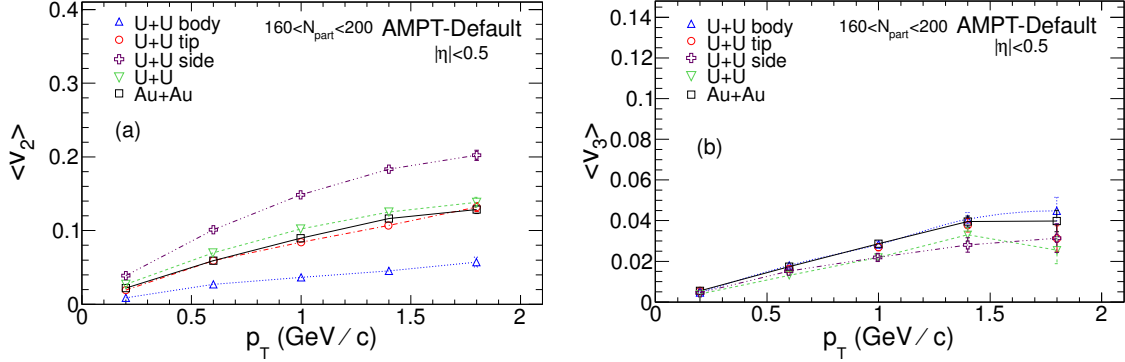 160<N_part<200 AMPT-Default
|η|<0.5
U+U body
U+U tip
U+U side
U+U
Au+Au
(a)
<v_2>
0.4
0.3
0.2
0.1
0
0 0.5 1 1.5 2
p_T (GeV/c)
160<N_part<200 AMPT-Default
|η|<0.5
U+U body
U+U tip
U+U side
U+U
Au+Au
(b)
<v_3>
0.14
0.12
0.1
0.08
0.06
0.04
0.02
0
0 0.5 1 1.5 2
p_T (GeV/c)